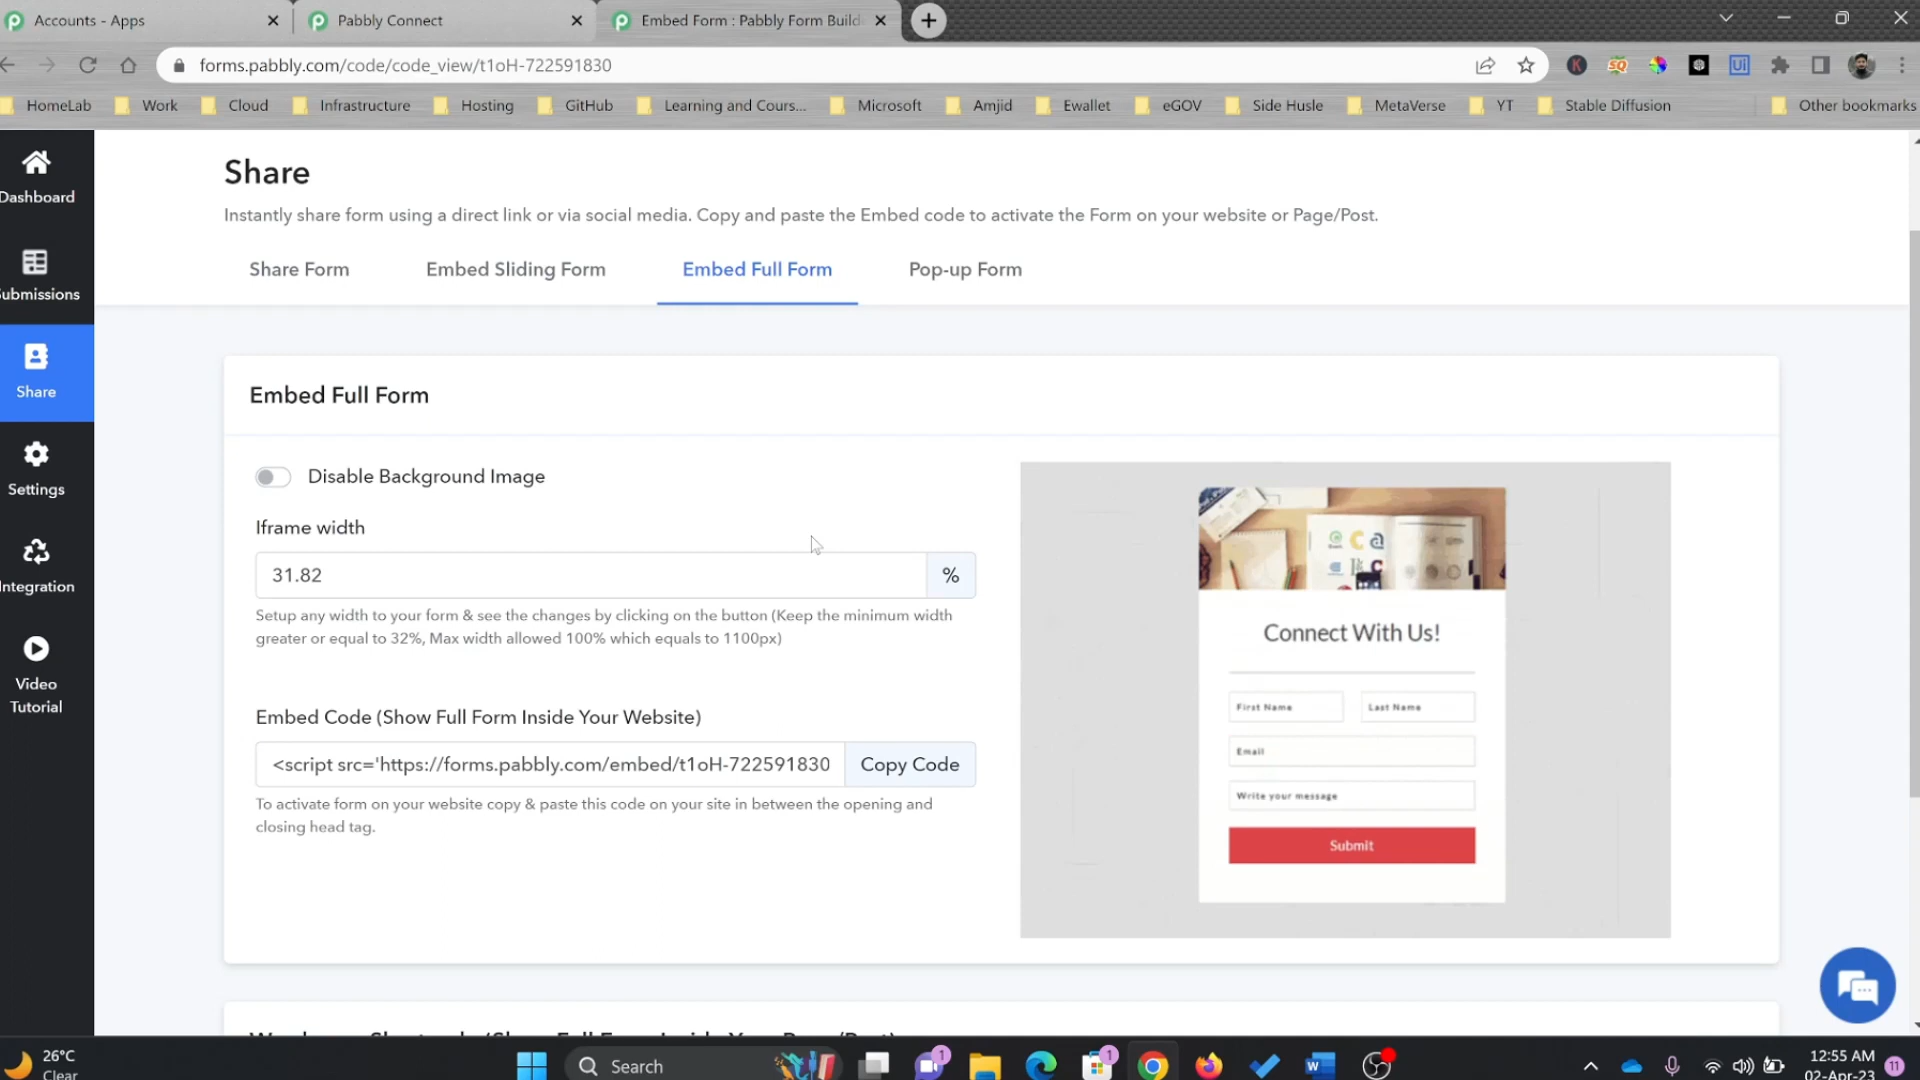 Accounts - Apps
Pabbly Connect
Embed Form : Pabbly Form Build
forms.pabbly.com/code/code_view/t1oH-722591830
HomeLab
Work
Cloud
Infrastructure
Hosting
GitHub
Learning and Cours...
Microsoft
Amjid
Ewallet
eGOV
Side Husle
MetaVerse
YT
Stable Diffusion
Other bookmarks
Dashboard
ubmissions
Share
Settings
Integration
Video
Tutorial
Share
Instantly share form using a direct link or via social media. Copy and paste the Embed code to activate the Form on your website or Page/Post.
Share Form
Embed Sliding Form
Embed Full Form
Pop-up Form
Embed Full Form
Disable Background Image
Iframe width
31.82
%
Setup any width to your form & see the changes by clicking on the button (Keep the minimum width
greater or equal to 32%, Max width allowed 100% which equals to 1100px)
Embed Code (Show Full Form Inside Your Website)
<script src='https://forms.pabbly.com/embed/t1oH-722591830
Copy Code
To activate form on your website copy & paste this code on your site in between the opening and
closing head tag.
Connect With Us!
First Name
Last Name
Email
Write your message
Submit
26°C
Clear
Search
12:55 AM
02-Apr-23
11